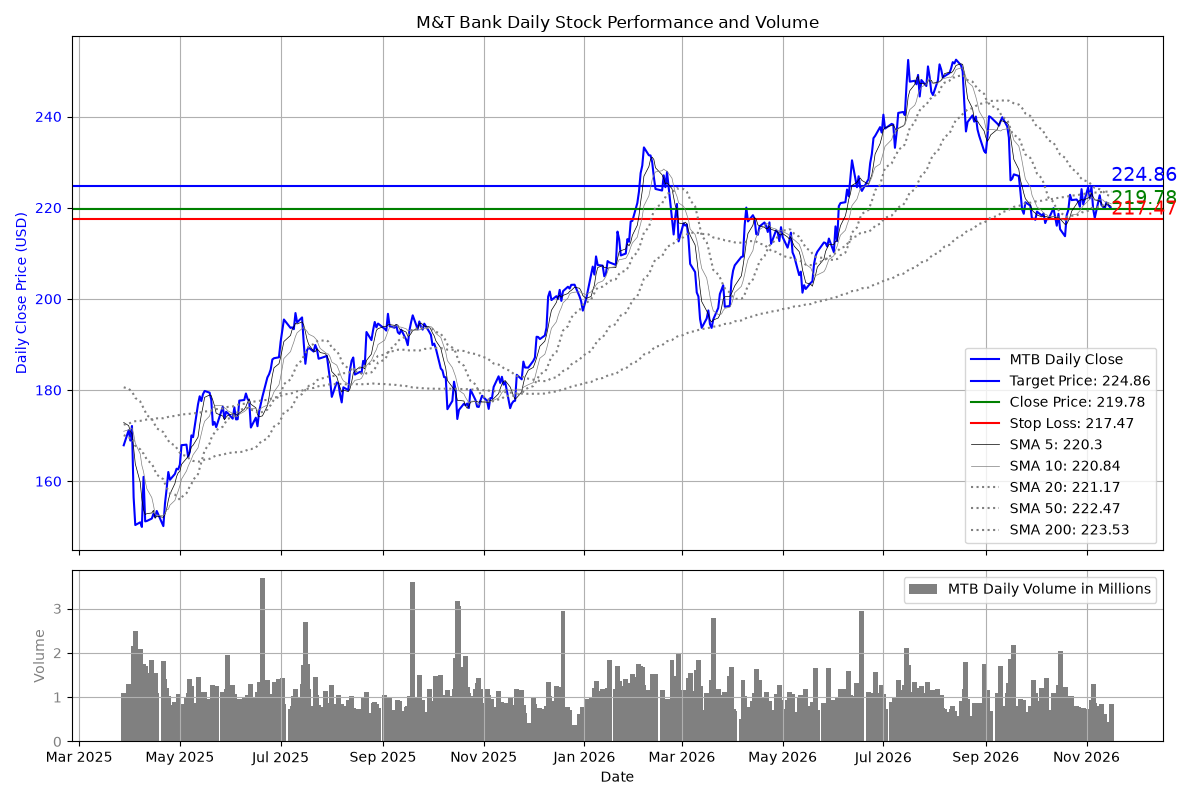 M&T Bank Daily Stock Performance and Volume
Daily Close Price (USD)
240
220
200
180
160
224.86
219.78
217.47
MTB Daily Close
Target Price: 224.86
Close Price: 219.78
Stop Loss: 217.47
SMA 5: 220.3
SMA 10: 220.84
SMA 20: 221.17
SMA 50: 222.47
SMA 200: 223.53
Volume
3
2
1
0
MTB Daily Volume in Millions
Mar 2025 May 2025 Jul 2025 Sep 2025 Nov 2025 Jan 2026 Mar 2026 May 2026 Jul 2026 Sep 2026 Nov 2026
Date